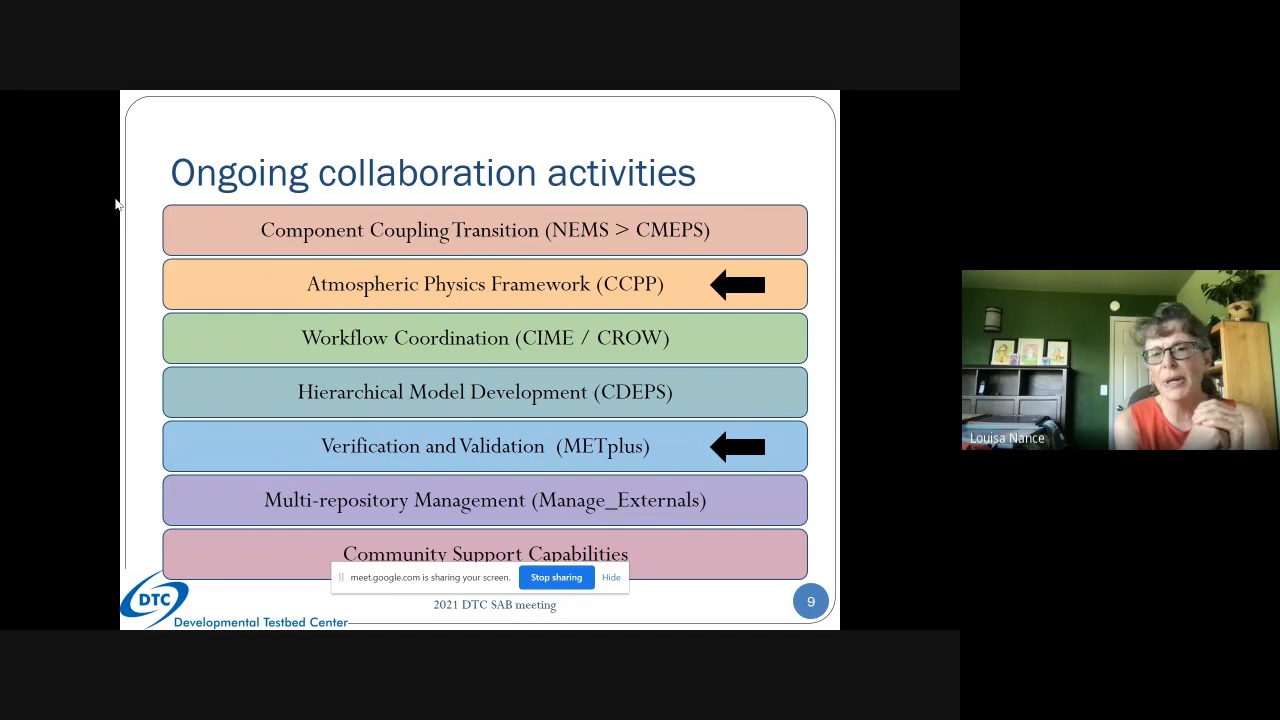 Ongoing collaboration activities
Component Coupling Transition (NEMS > CMEPS)
Atmospheric Physics Framework (CCPP)
Workflow Coordination (CIME / CROW)
Hierarchical Model Development (CDEPS)
Verification and Validation (METplus)
Multi-repository Management (Manage_Externals)
Community Support Capabilities
meet.google.com is sharing your screen. Stop sharing Hide
2021 DTC SAB meeting
9
DTC
Developmental Testbed Center
Louisa Nance